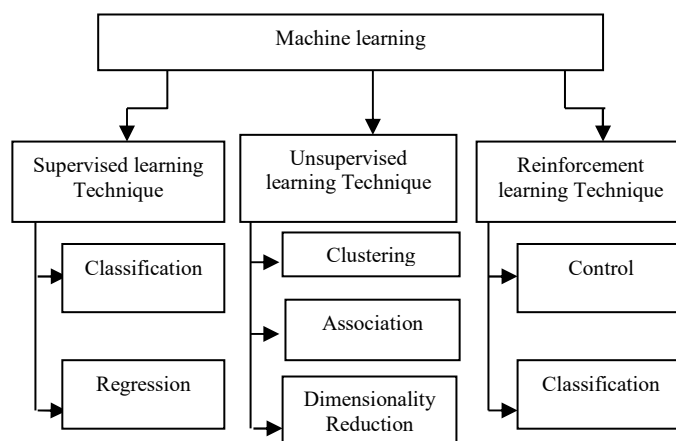 Machine learning
Supervised learning
Technique
Unsupervised
learning Technique
Reinforcement
learning Technique
Classification
Clustering
Control
Association
Regression
Dimensionality
Reduction
Classification